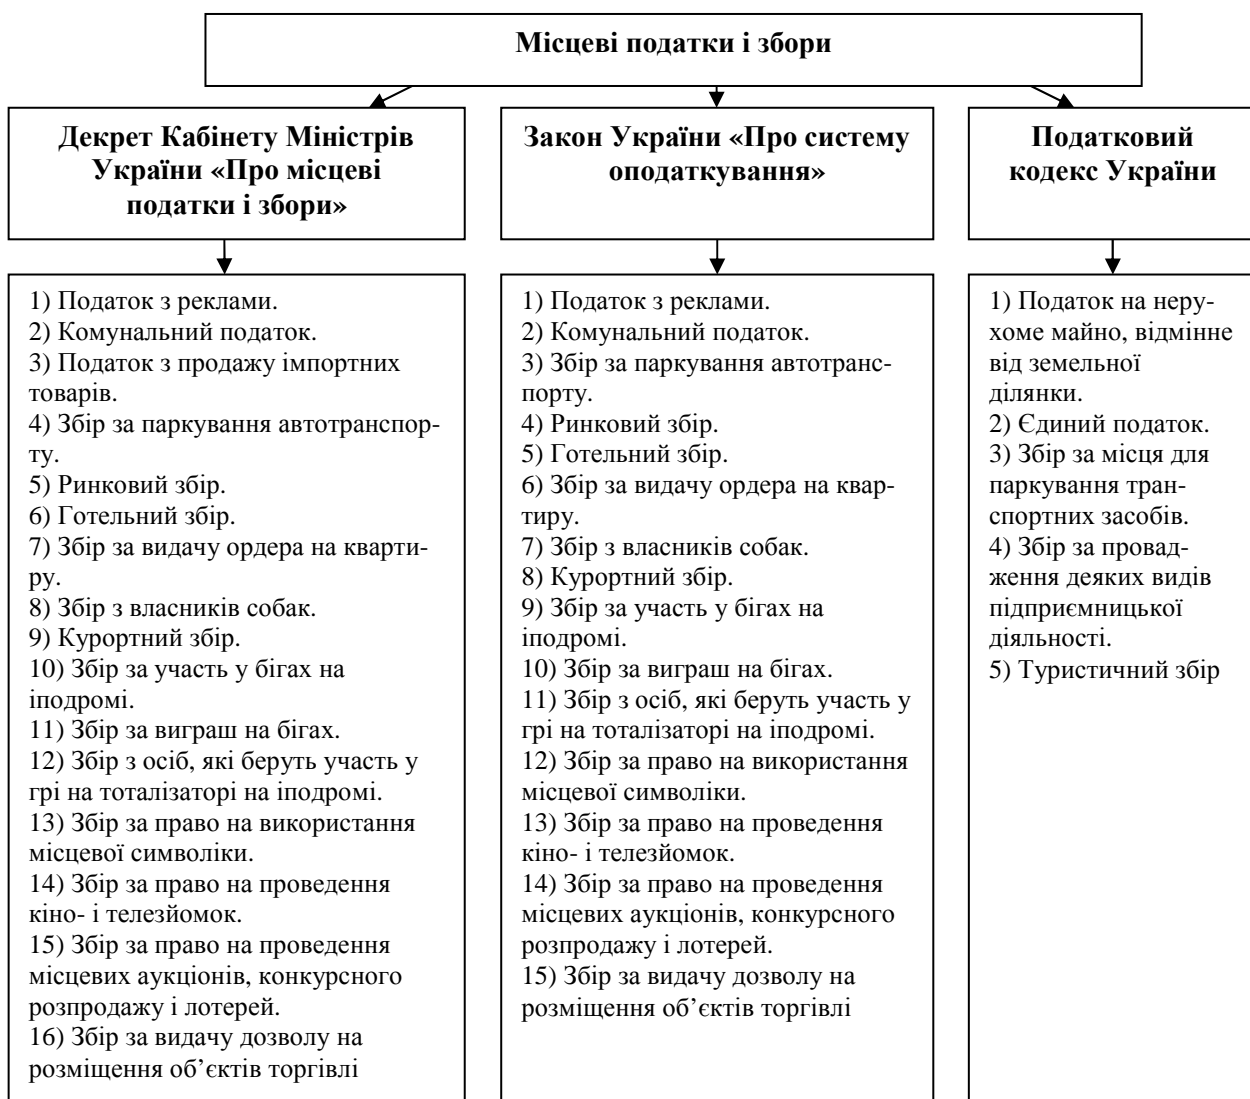 Місцеві податки і збори
Декрет Кабінету Міністрів
України «Про місцеві
податки і збори»
1) Податок з реклами.
2) Комунальний податок.
3) Податок з продажу імпортних
товарів.
4) Збір за паркування автотранспор-
ту.
5) Ринковий збір.
6) Готельний збір.
7) Збір за видачу ордера на кварти-
ру.
8) Збір з власників собак.
9) Курортний збір.
10) Збір за участь у бігах на
іподромі.
11) Збір за виграш на бігах.
12) Збір з осіб, які беруть участь у
грі на тоталізаторі на іподромі.
13) Збір за право на використання
місцевої символіки.
14) Збір за право на проведення
кіно- і телезйомок.
15) Збір за право на проведення
місцевих аукціонів, конкурсного
розпродажу і лотерей.
16) Збір за видачу дозволу на
розміщення об’єктів торгівлі
Закон України «Про систему
оподаткування»
1) Податок з реклами.
2) Комунальний податок.
3) Збір за паркування автотранс-
порту.
4) Ринковий збір.
5) Готельний збір.
6) Збір за видачу ордера на квар-
тиру.
7) Збір з власників собак.
8) Курортний збір.
9) Збір за участь у бігах на
іподромі.
10) Збір за виграш на бігах.
11) Збір з осіб, які беруть участь у
грі на тоталізаторі на іподромі.
12) Збір за право на використання
місцевої символіки.
13) Збір за право на проведення
кіно- і телезйомок.
14) Збір за право на проведення
місцевих аукціонів, конкурсного
розпродажу і лотерей.
15) Збір за видачу дозволу на
розміщення об’єктів торгівлі
Податковий
кодекс України
1) Податок на неру-
хоме майно, відмінне
від земельної
ділянки.
2) Єдиний податок.
3) Збір за місця для
паркування тран-
спортних засобів.
4) Збір за провад-
ження деяких видів
підприємницької
діяльності.
5) Туристичний збір